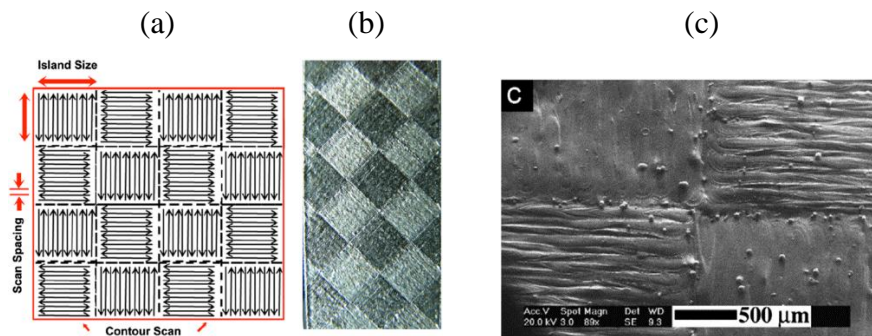 (a)
(b)
(c)
Island Size
Scan Spacing
Contour Scan
C
Acc.V Spot Magn Det WD
20.0 kV 3.0 89x SE 9.3
500 µm